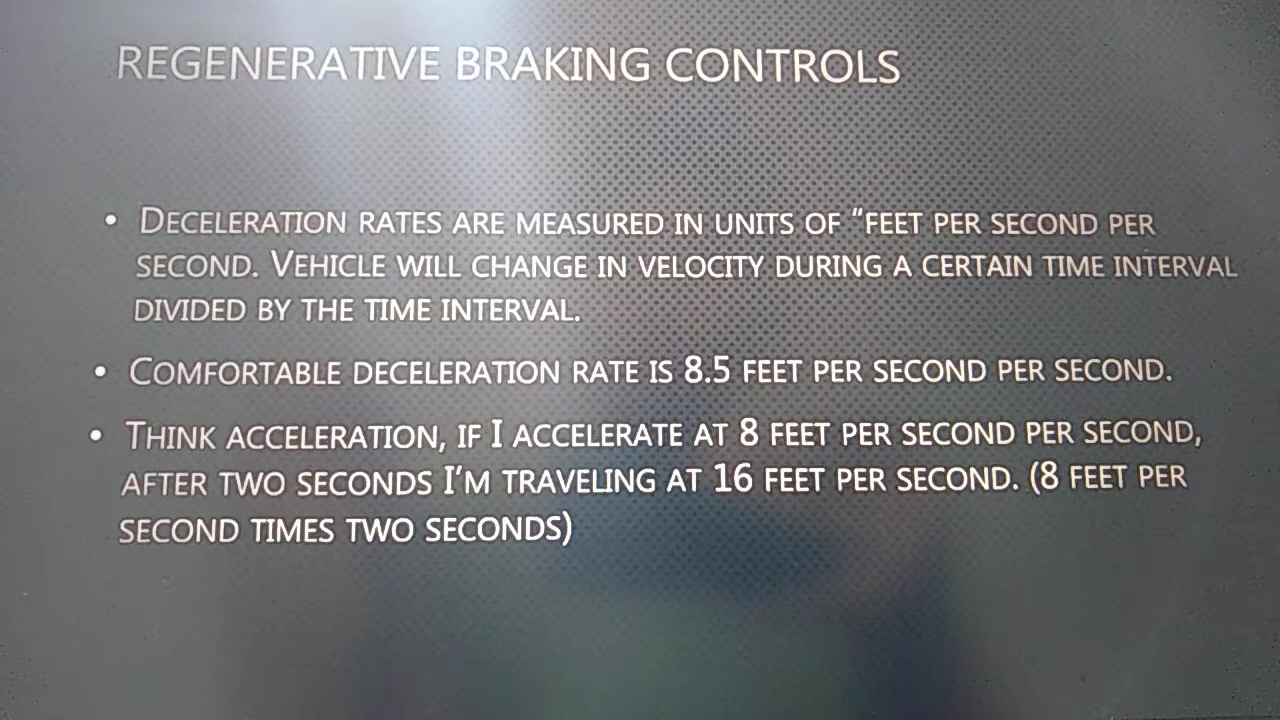 REGENERATIVE BRAKING CONTROLS
• DECELERATION RATES ARE MEASURED IN UNITS OF "FEET PER SECOND PER
SECOND. VEHICLE WILL CHANGE IN VELOCITY DURING A CERTAIN TIME INTERVAL
DIVIDED BY THE TIME INTERVAL.
• COMFORTABLE DECELERATION RATE IS 8.5 FEET PER SECOND PER SECOND.
• THINK ACCELERATION, IF I ACCELERATE AT 8 FEET PER SECOND PER SECOND,
AFTER TWO SECONDS I'M TRAVELING AT 16 FEET PER SECOND. (8 FEET PER
SECOND TIMES TWO SECONDS)